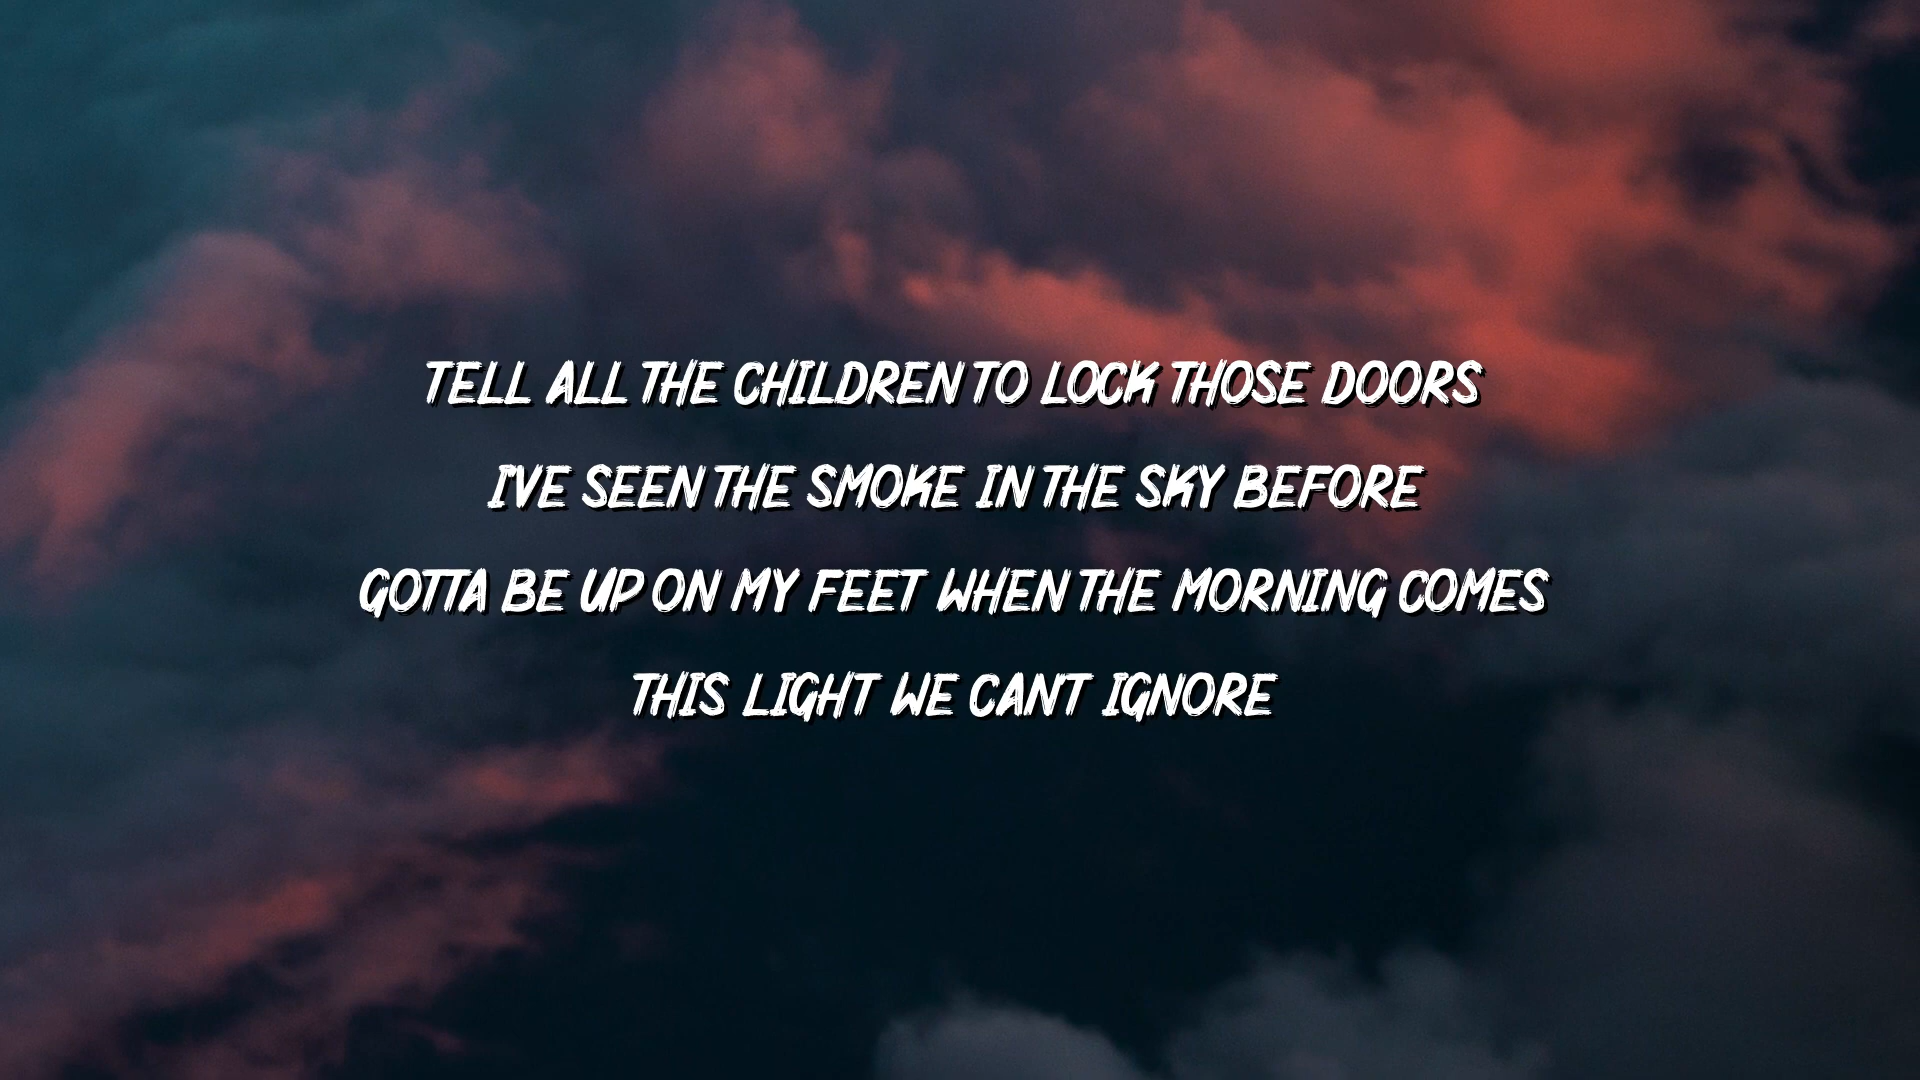 TELL ALL THE CHILDREN TO LOCK THOSE DOORS
I'VE SEEN THE SMOKE IN THE SKY BEFORE
GOTTA BE UP ON MY FEET WHEN THE MORNING COMES
THIS LIGHT WE CAN'T IGNORE